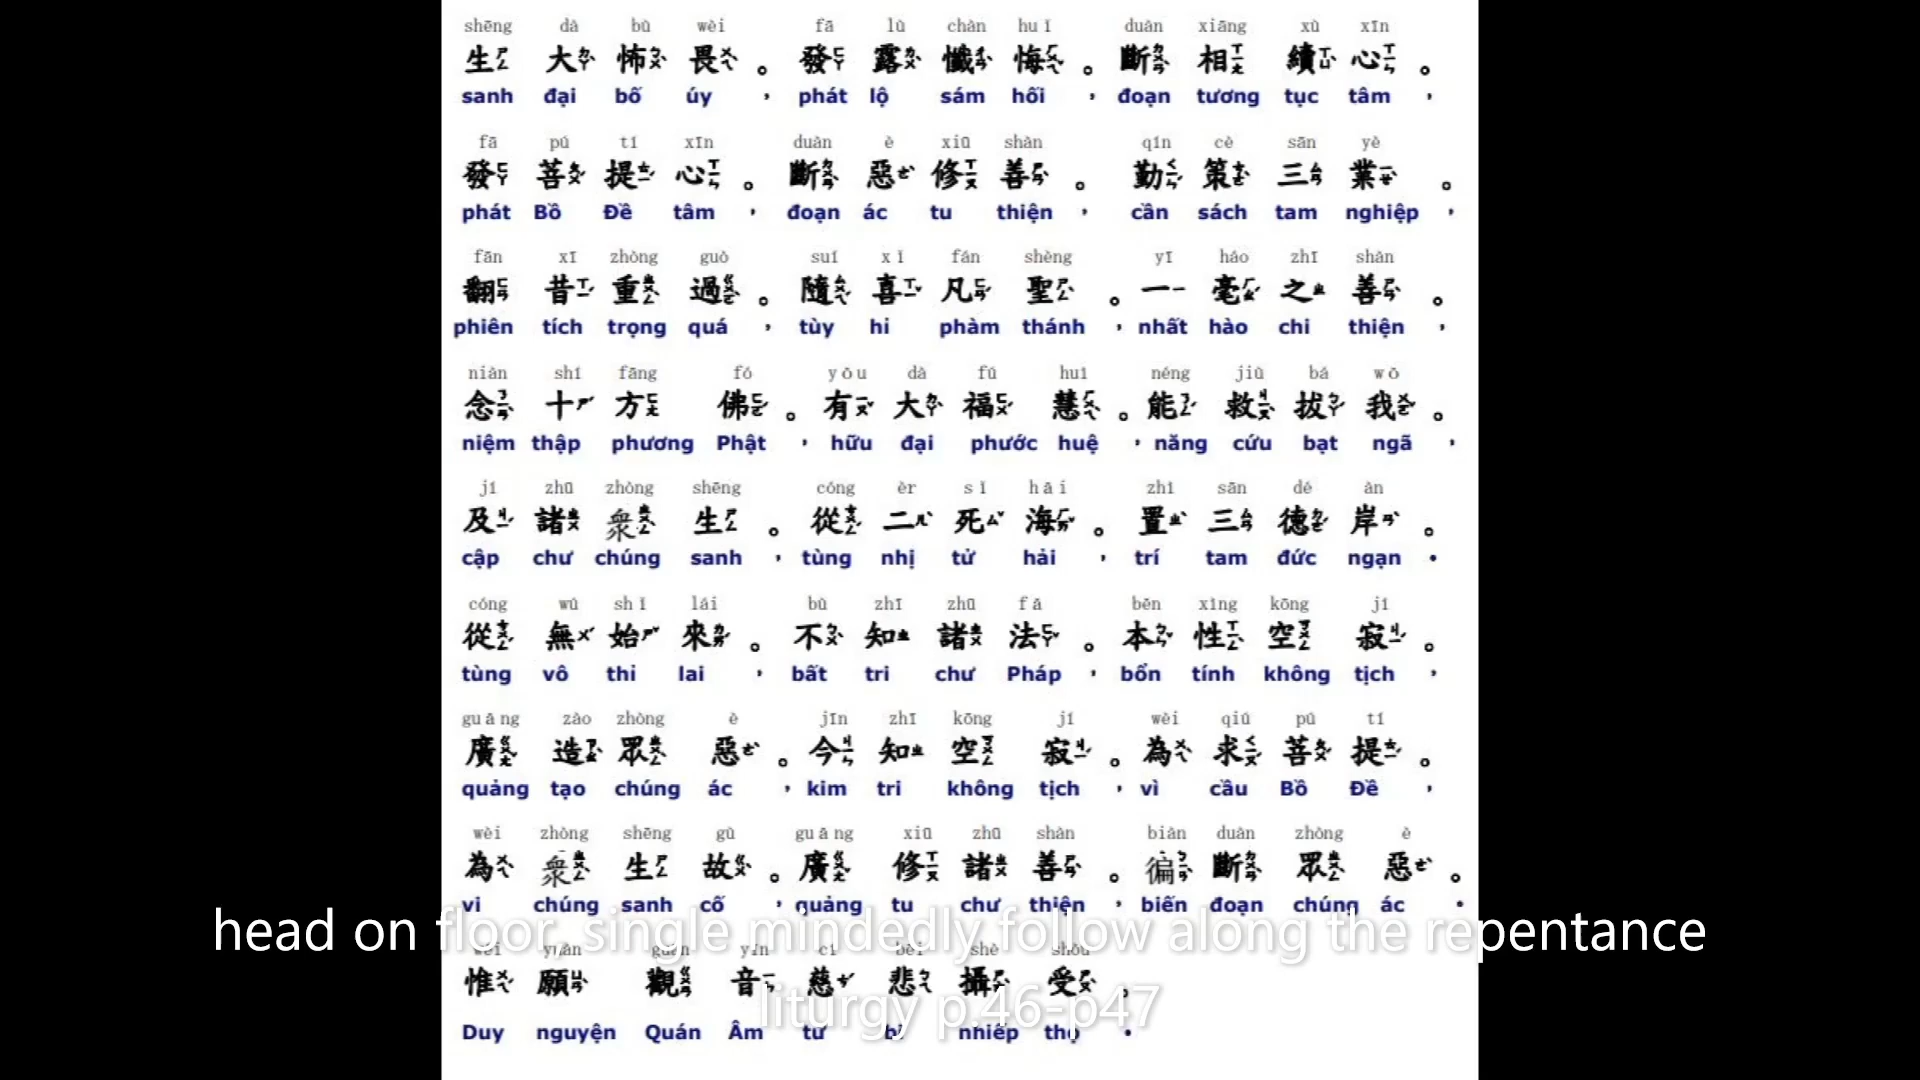 shēng dà bù wèi fā lù chàn huǐ duàn xiāng xù xīn
生 大 怖 畏 。 發 露 懺 悔 。 斷 相 續 心 。
sanh đại bố úy , phát lộ sám hối , đoạn tương tục tâm ,
fā pú tí xīn duàn è xiū shàn qín cè sān yè
發 菩 提 心 。 斷 惡 修 善 。 勤 策 三 業 。
phát Bồ Đề tâm , đoạn ác tu thiện , cần sách tam nghiệp ,
fān xī zhòng guò suí xǐ fán shèng yī háo zhī shàn
翻 昔 重 過 。 隨 喜 凡 聖 。 一 毫 之 善 。
phiên tích trọng quá , tùy hi phàm thánh , nhất hào chi thiện ,
niàn shí fāng fó yǒu dà fú huì néng jiù bá wǒ
念 十 方 佛 。 有 大 福 慧 。 能 救 拔 我 。
niệm thập phương Phật , hữu đại phước huệ , năng cứu bạt ngã ,
jí zhū zhòng shēng cóng èr sǐ hǎi zhì sān dé àn
及 諸 衆 生 。 從 二 死 海 。 置 三 德 岸 。
cập chư chúng sanh , tùng nhị tử hải , trí tam đức ngạn •
cóng wú shǐ lái bù zhī zhū fǎ běn xìng kōng jí
從 無 始 來 。 不 知 諸 法 。 本 性 空 寂 。
tùng vô thỉ lai , bất tri chư Pháp , bổn tính không tịch ,
guǎng zào zhòng è jīn zhī kōng jí wèi qiú pú tí
廣 造 眾 惡 。 今 知 空 寂 。 為 求 菩 提 。
quảng tạo chúng ác , kim tri không tịch , vì cầu Bồ Đề ,
wèi zhòng shēng gù guǎng xiū zhū shàn biàn duàn zhòng è
為 衆 生 故 。 廣 修 諸 善 。 徧 斷 眾 惡 。
vi chúng sanh cố , quảng tu chư thiện , biến đoạn chúng ác •
head on floor, single mindedly follow along the repentance
wéi yuàn guān yīn cí bēi shè shòu
惟 願 觀 音 慈 悲 攝 受 。
liturgy p.46-p47
Duy nguyện Quán Âm từ bi nhiếp thọ •